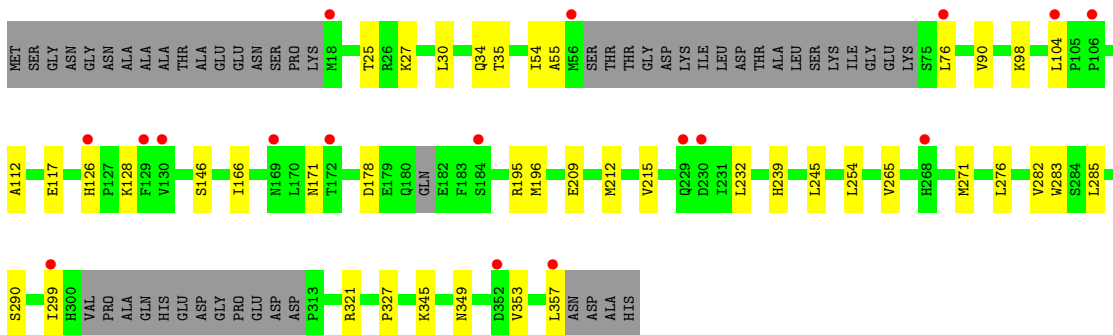 MET SER GLY ASN GLY ASN ALA ALA ALA ALA THR ALA GLU GLU ASN SER PRO LYS M18 T25 R26 K27 L30 Q34 T35 I54 A55 M56 SER THR THR GLY ASP LYS ILE LEU ASP THR ALA LEU SER LYS ILE GLY GLU LYS S75 L76 V90 K98 L104 P105 P106
A112 E117 H126 P127 K128 F129 V130 S146 I166 N169 L170 N171 T172 D178 E179 Q180 GLN E182 F183 S184 R195 M196 E209 M212 V215 Q229 D230 I231 L232 H239 L245 L254 V265 H268 M271 L276 V282 W283 S284 L285
S290 I299 H300 VAL PRO ALA GLN HIS GLU ASP GLY PRO GLU ASP ASP P313 R321 P327 K345 N349 D352 V353 L357 ASN ASP ALA HIS